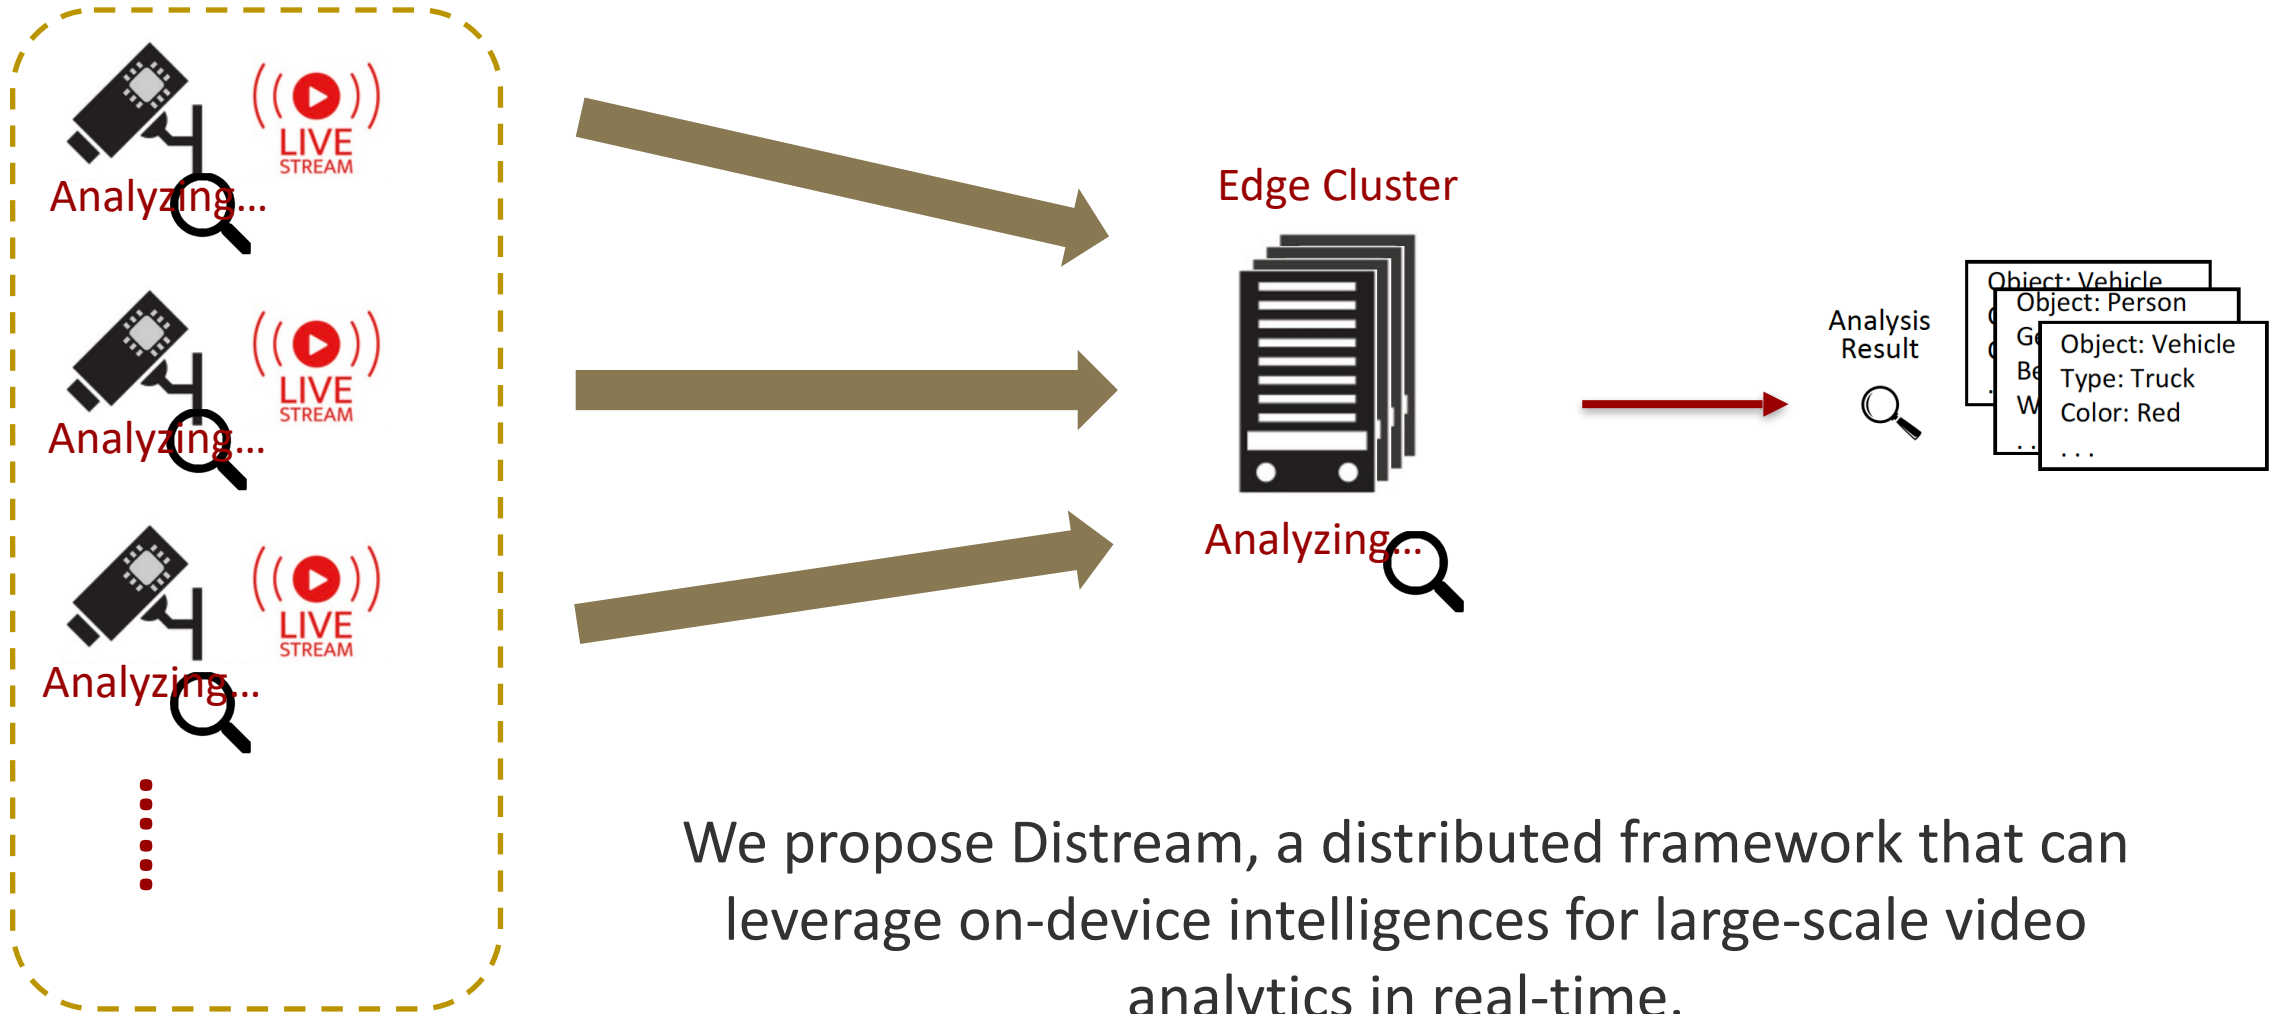 LIVE
STREAM
Analyzing...
LIVE
STREAM
Analyzing...
LIVE
STREAM
Analyzing...
Edge Cluster
Analyzing...
Analysis
Result
Object: Vehicle
Object: Person
Ge
Be
W
. .
Object: Vehicle
Type: Truck
Color: Red
. . .
We propose Distream, a distributed framework that can
leverage on-device intelligences for large-scale video
analytics in real-time.